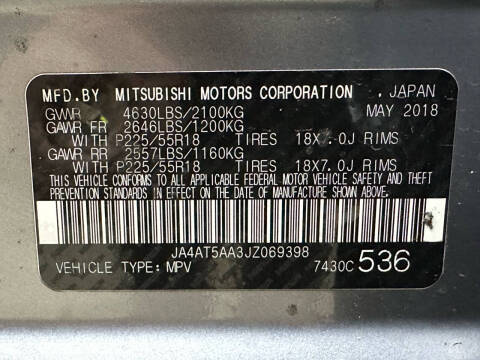 MFD.BY MITSUBISHI MOTORS CORPORATION , JAPAN
GVWR 4630LBS/2100KG MAY 2018
GAWR FR 2646LBS/1200KG
WITH P225/55R18 TIRES 18X7.0J RIMS
GAWR RR 2557LBS/1160KG
WITH P225/55R18 TIRES 18X7.0J RIMS
THIS VEHICLE CONFORMS TO ALL APPLICABLE FEDERAL MOTOR VEHICLE SAFETY AND THEFT
PREVENTION STANDARDS IN EFFECT ON THE DATE OF MANUFACTURE SHOWN ABOVE.
JA4AT5AA3JZ069398
VEHICLE TYPE: MPV 7430C 536